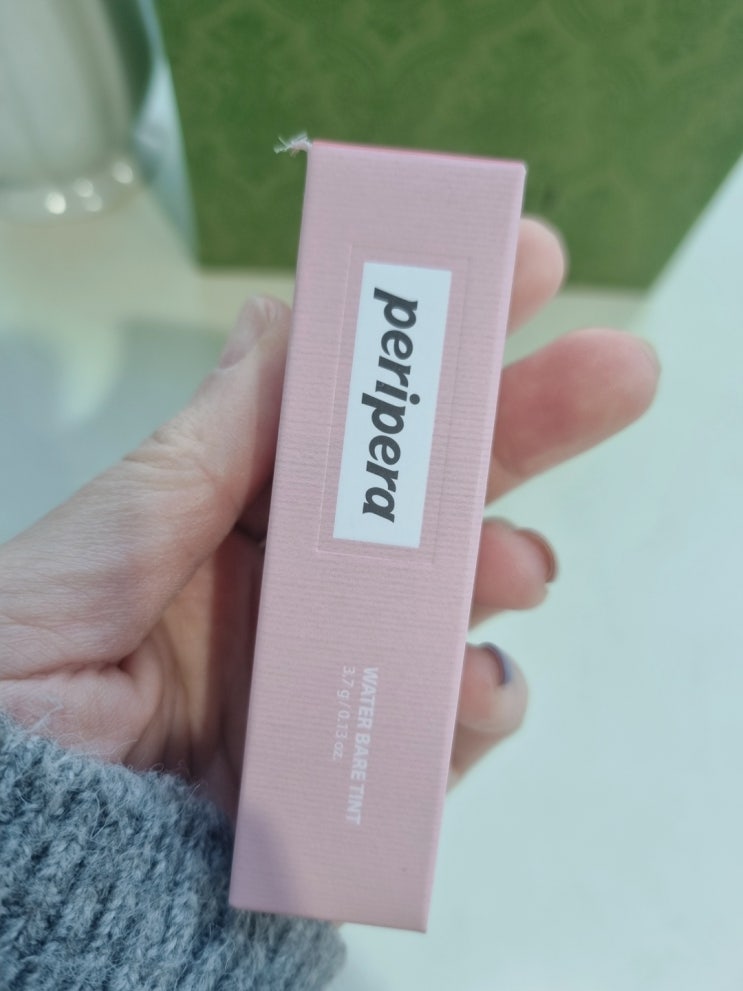 peripera
WATER BARE TINT
3.7 g / 0.13 oz.